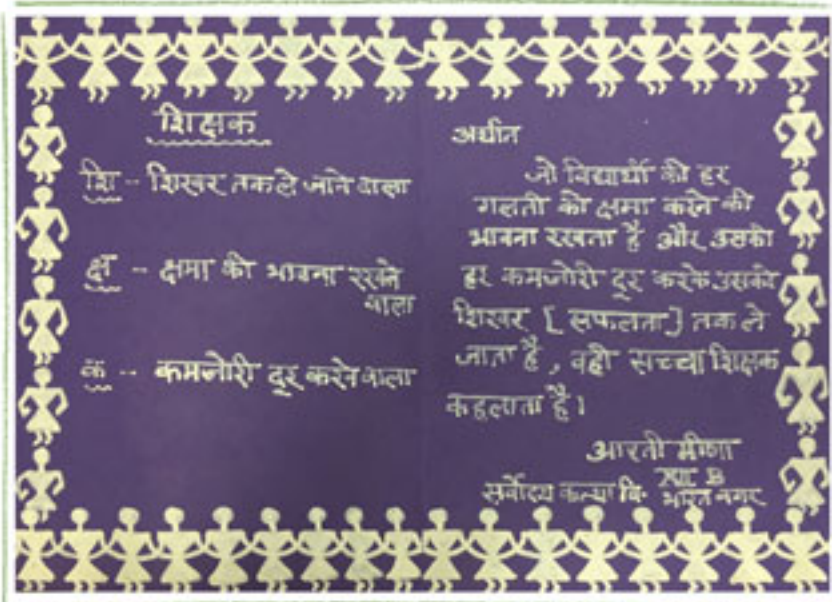 शिक्षक
शि - शिखर तक ले जाने वाला
क्ष - क्षमा की भावना रखने
वाला
क - कमजोरी दूर करने वाला
अर्थात
जो विद्यार्थी की हर
गलती को क्षमा करने की
भावना रखता है और उसकी
हर कमजोरी दूर करके उसको
शिखर [सफलता] तक ले
जाता है, वही सच्चा शिक्षक
कहलाता है।
आरती मीणा
XII B
सर्वोदय कन्या वि. भारत नगर